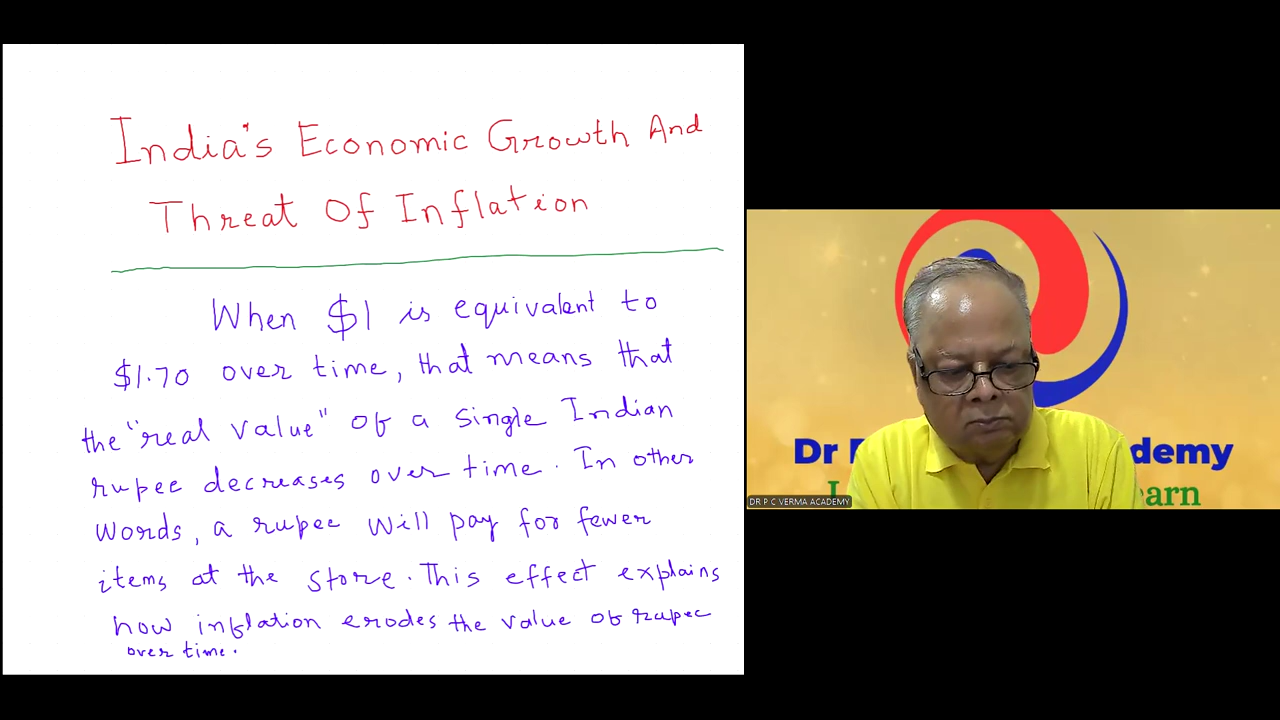 India's Economic Growth And
Threat Of Inflation
When $1 is equivalent to
$1.70 over time, that means that
the "real value" of a single Indian
rupee decreases over time. In other
words, a rupee will pay for fewer
items at the store. This effect explains
how inflation erodes the value of rupee
over time.
Dr demy
earn
DR P C VERMA ACADEMY